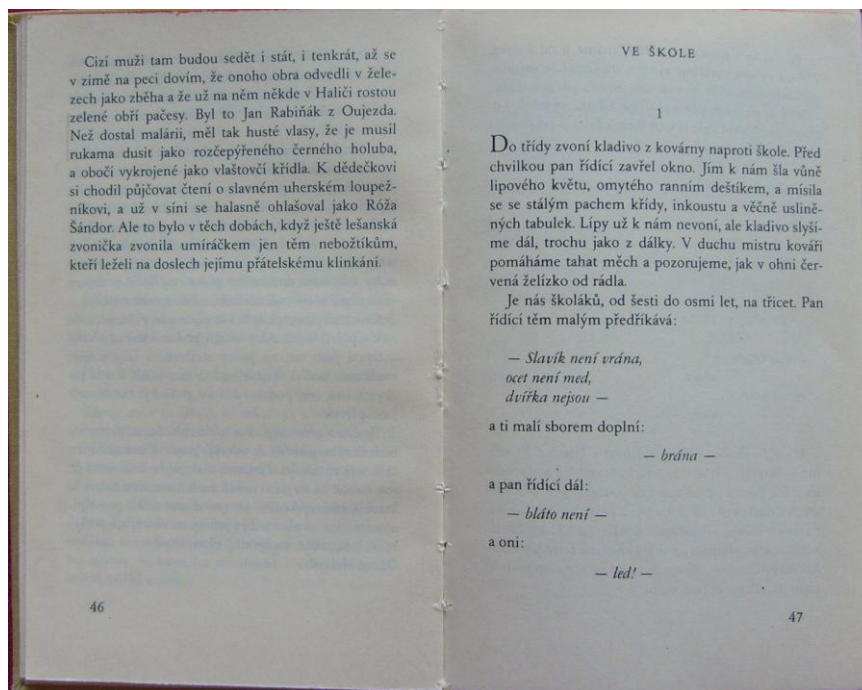 Cizí muži tam budou sedět i stát, i tenkrát, až se
v zimě na peci dovím, že onoho obra odvedli v žele-
zech jako zběha a že už na něm někde v Haliči rostou
zelené obří pačesy. Byl to Jan Rabiňák z Oujezda.
Než dostal malárii, měl tak husté vlasy, že je musil
rukama dusit jako rozčepýřeného černého holuba,
a obočí vykrojené jako vlaštovčí křídla. K dědečkovi
si chodil půjčovat čtení o slavném uherském loupež-
níkovi, a už v síni se halasně ohlašoval jako Róža
Šándor. Ale to bylo v těch dobách, když ještě lešanská
zvonička zvonila umíráčkem jen těm nebožtíkům,
kteří leželi na doslech jejímu přátelskému klinkání.
46
VE ŠKOLE
1
Do třídy zvoní kladivo z kovárny naproti škole. Před
chvilkou pan řídící zavřel okno. Jím k nám šla vůně
lipového květu, omytého ranním deštíkem, a mísila
se se stálým pachem křídy, inkoustu a věčně uslině-
ných tabulek. Lípy už k nám nevoní, ale kladivo slyší-
me dál, trochu jako z dálky. V duchu mistru kováři
pomáháme tahat měch a pozorujeme, jak v ohni čer-
vená želízko od rádla.
Je nás školáků, od šesti do osmi let, na třicet. Pan
řídící těm malým předříkává:
— Slavík není vrána,
ocet není med,
dvířka nejsou —
a ti malí sborem doplní:
— brána —
a pan řídící dál:
— bláto není —
a oni:
— led! —
47